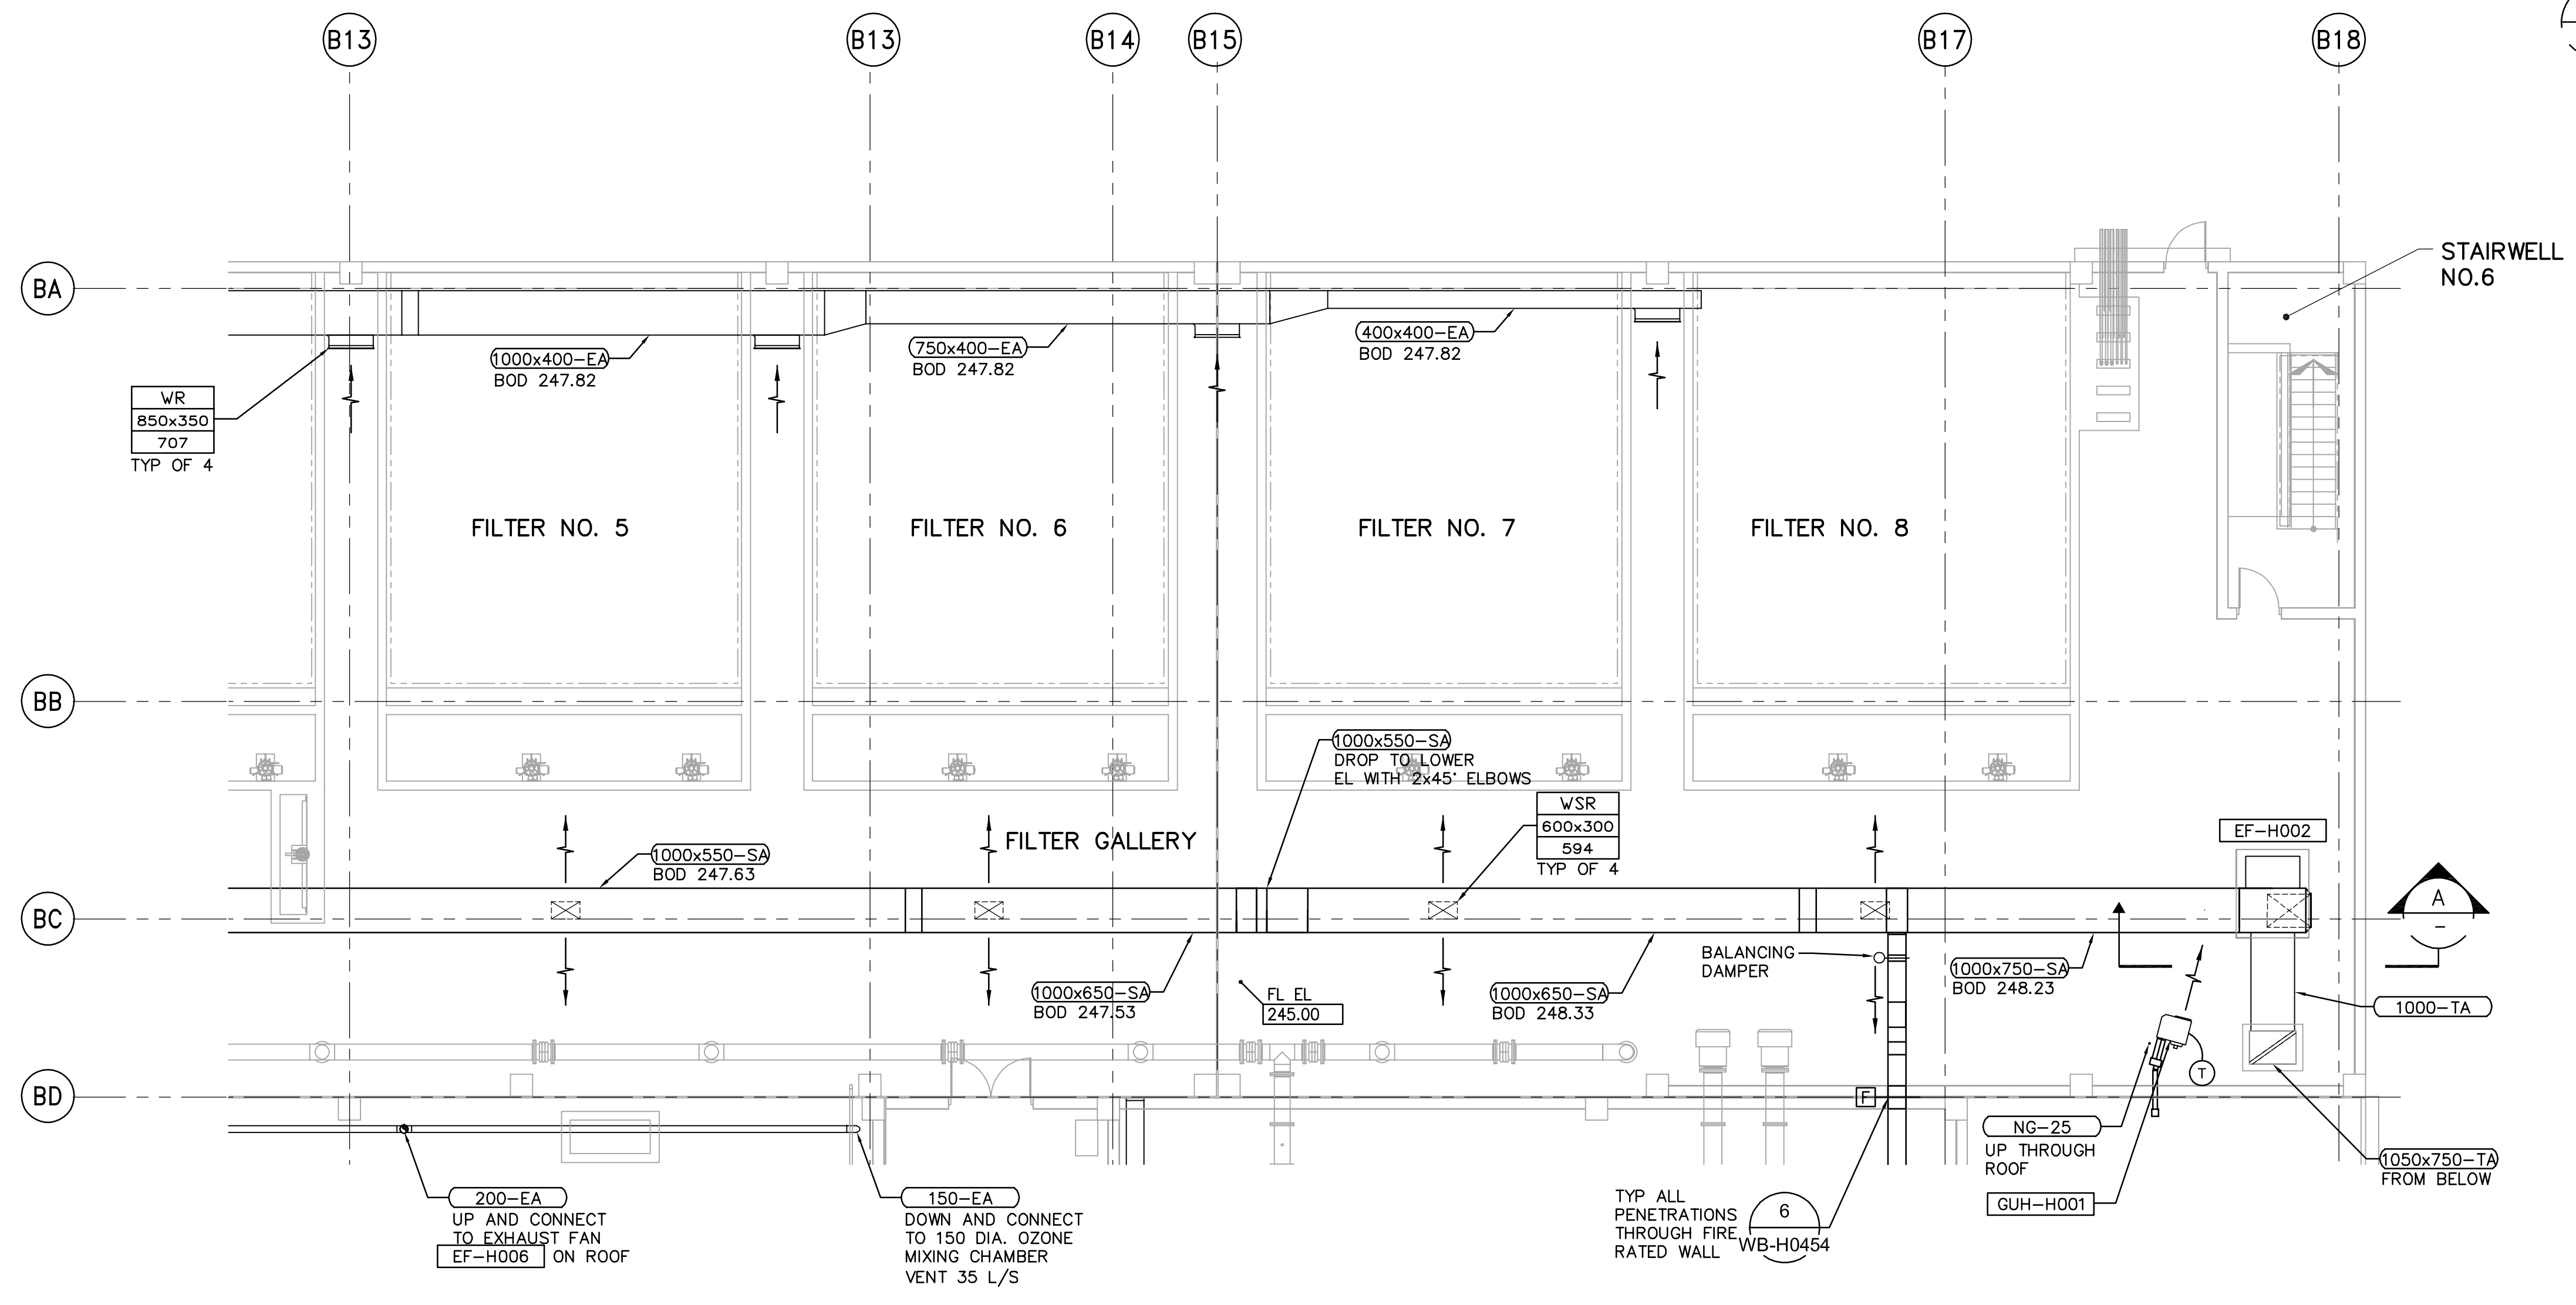 B13
B13
B14
B15
B17
B18
BA
STAIRWELL
NO.6
1000x400-EA
BOD 247.82
750x400-EA
BOD 247.82
400x400-EA
BOD 247.82
WR
850x350
707
TYP OF 4
FILTER NO. 5
FILTER NO. 6
FILTER NO. 7
FILTER NO. 8
BB
1000x550-SA
DROP TO LOWER
EL WITH 2x45° ELBOWS
WSR
600x300
594
TYP OF 4
FILTER GALLERY
1000x550-SA
BOD 247.63
EF-H002
A
-
BC
BALANCING
DAMPER
1000x750-SA
BOD 248.23
1000x650-SA
BOD 247.53
FL EL
245.00
1000x650-SA
BOD 248.33
1000-TA
T
BD
F
NG-25
UP THROUGH
ROOF
GUH-H001
1050x750-TA
FROM BELOW
200-EA
UP AND CONNECT
TO EXHAUST FAN
EF-H006 ON ROOF
150-EA
DOWN AND CONNECT
TO 150 DIA. OZONE
MIXING CHAMBER
VENT 35 L/S
TYP ALL
PENETRATIONS
THROUGH FIRE
RATED WALL
6
WB-H0454